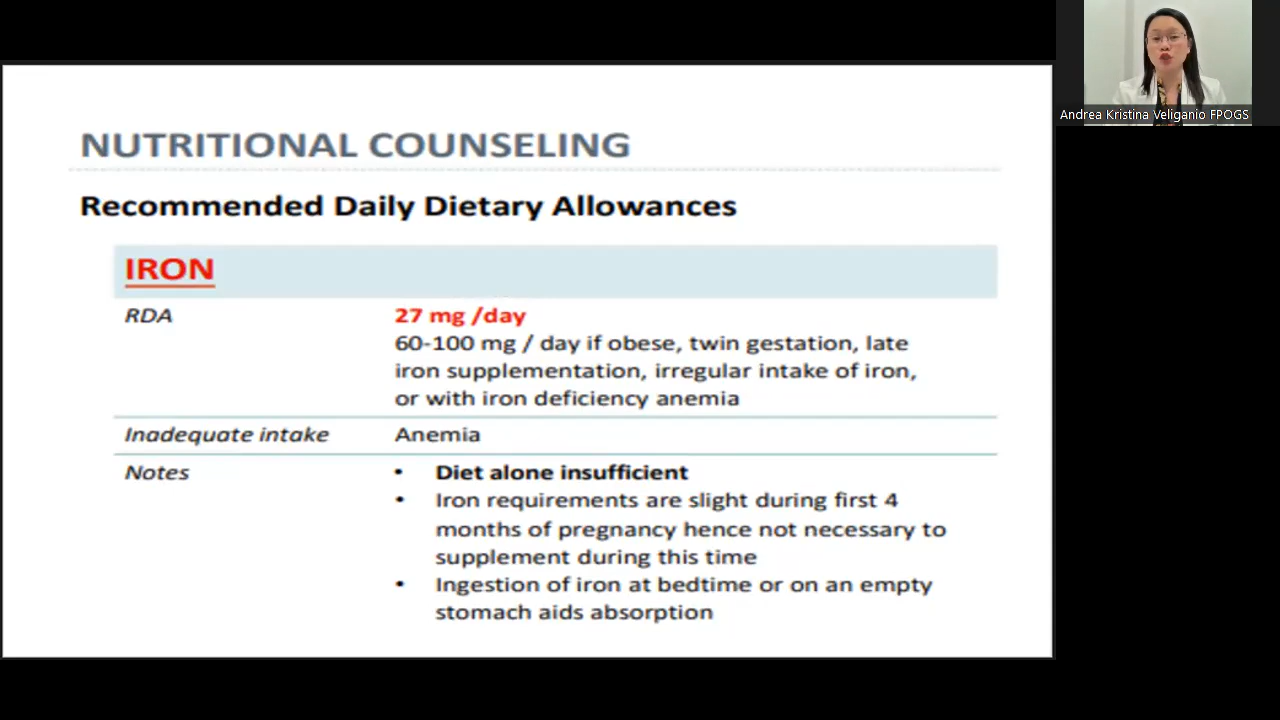 NUTRITIONAL COUNSELING
Recommended Daily Dietary Allowances
IRON
RDA
27 mg /day
60-100 mg / day if obese, twin gestation, late
iron supplementation, irregular intake of iron,
or with iron deficiency anemia
Inadequate intake
Anemia
Notes
• Diet alone insufficient
• Iron requirements are slight during first 4
months of pregnancy hence not necessary to
supplement during this time
• Ingestion of iron at bedtime or on an empty
stomach aids absorption
Andrea Kristina Veliganio FPOGS